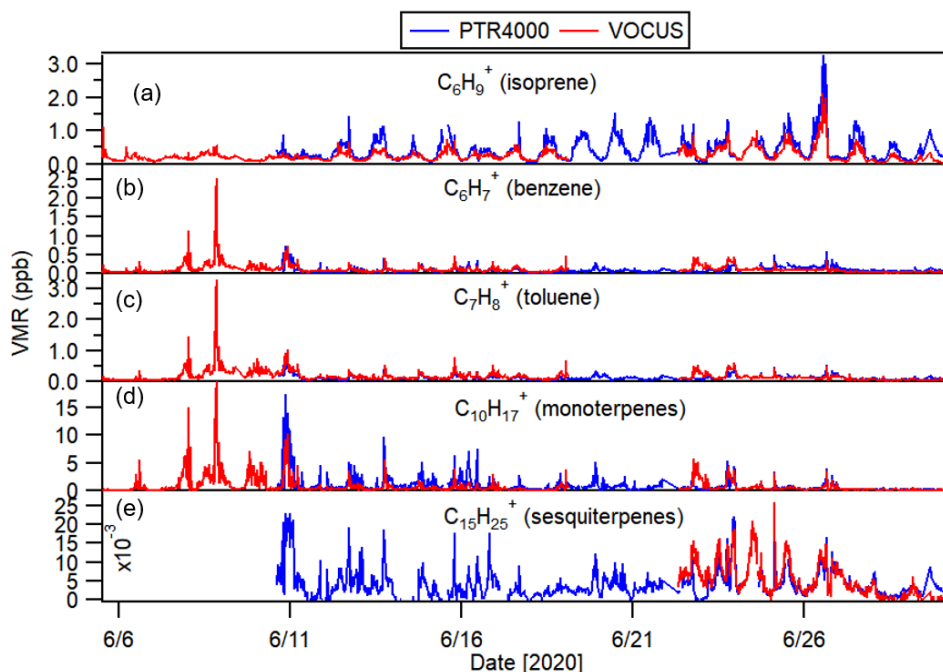 PTR4000 VOCUS
(a) C₆H₉⁺ (isoprene)
3.0
2.0
1.0
0.0
(b) C₆H₇⁺ (benzene)
2.5
2.0
1.5
1.0
0.5
0.0
(c) C₇H₈⁺ (toluene)
3.0
2.0
1.0
0.0
(d) C₁₀H₁₇⁺ (monoterpenes)
15
10
5
0
(e) C₁₅H₂₅⁺ (sesquiterpenes)
25
20
15
10
5
0
x10⁻³
VMR (ppb)
6/6 6/11 6/16 6/21 6/26
Date [2020]